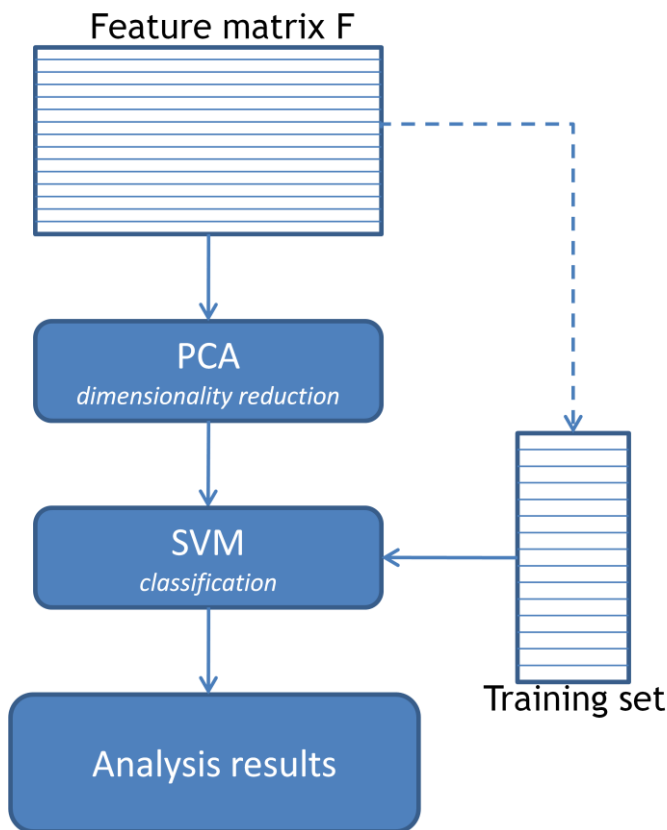 Feature matrix F
PCA
dimensionality reduction
SVM
classification
Training set
Analysis results